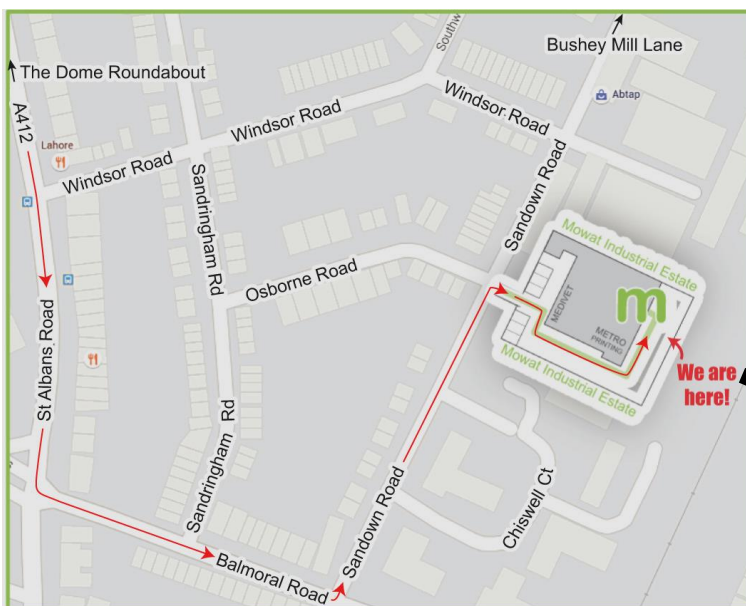 Southw
Bushey Mill Lane
The Dome Roundabout
A412
Abtap
Windsor Road
Windsor Road
Lahore
Windsor Road
Sandringham Rd
Sandown Road
Mowat Industrial Estate
Osborne Road
m
MEDIVET
METRO
PRINTING
We are
here!
Mowat Industrial Estate
St Albans Road
Sandringham Rd
Sandown Road
Chiswell Ct
Balmoral Road